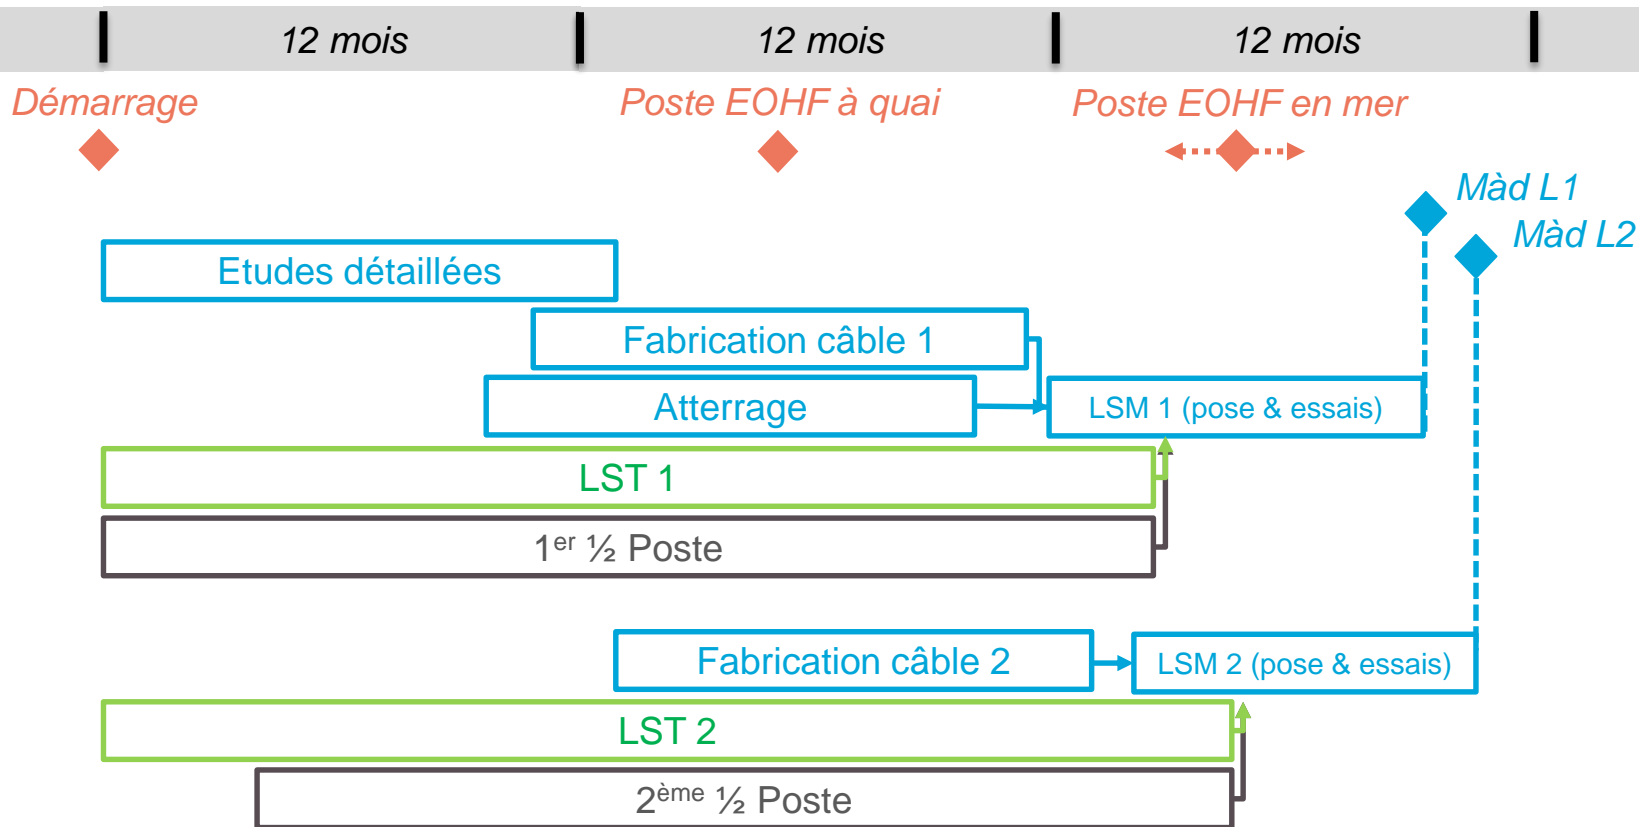 12 mois 12 mois 12 mois
Démarrage Poste EOHF à quai Poste EOHF en mer
Màd L1
Màd L2
Etudes détaillées
Fabrication câble 1
Atterrage LSM 1 (pose & essais)
LST 1
1er ½ Poste
Fabrication câble 2 LSM 2 (pose & essais)
LST 2
2ème ½ Poste